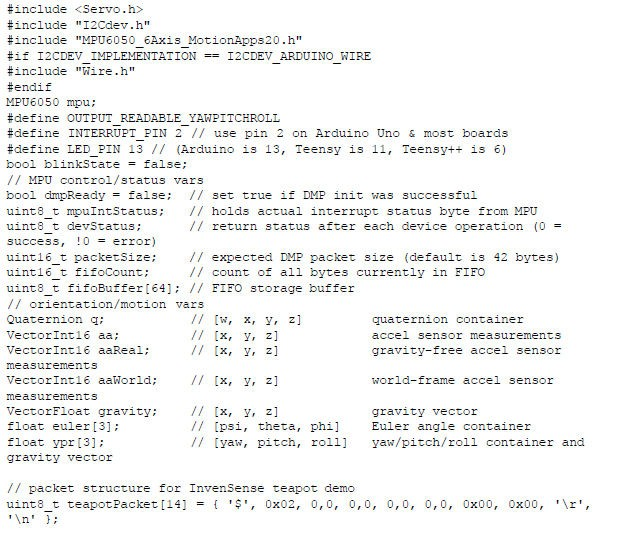 #include <Servo.h>
#include "I2Cdev.h"
#include "MPU6050_6Axis_MotionApps20.h"
#if I2CDEV_IMPLEMENTATION == I2CDEV_ARDUINO_WIRE
#include "Wire.h"
#endif
MPU6050 mpu;
#define OUTPUT_READABLE_YAWPITCHROLL
#define INTERRUPT_PIN 2 // use pin 2 on Arduino Uno & most boards
#define LED_PIN 13 // (Arduino is 13, Teensy is 11, Teensy++ is 6)
bool blinkState = false;
// MPU control/status vars
bool dmpReady = false;  // set true if DMP init was successful
uint8_t mpuIntStatus;   // holds actual interrupt status byte from MPU
uint8_t devStatus;      // return status after each device operation (0 =
success, !0 = error)
uint16_t packetSize;    // expected DMP packet size (default is 42 bytes)
uint16_t fifoCount;     // count of all bytes currently in FIFO
uint8_t fifoBuffer[64]; // FIFO storage buffer
// orientation/motion vars
Quaternion q;           // [w, x, y, z]         quaternion container
VectorInt16 aa;         // [x, y, z]            accel sensor measurements
VectorInt16 aaReal;     // [x, y, z]            gravity-free accel sensor
measurements
VectorInt16 aaWorld;    // [x, y, z]            world-frame accel sensor
measurements
VectorFloat gravity;    // [x, y, z]            gravity vector
float euler[3];         // [psi, theta, phi]    Euler angle container
float ypr[3];           // [yaw, pitch, roll]   yaw/pitch/roll container and
gravity vector
// packet structure for InvenSense teapot demo
uint8_t teapotPacket[14] = { '$', 0x02, 0,0, 0,0, 0,0, 0,0, 0x00, 0x00, '\r',
'\n' };